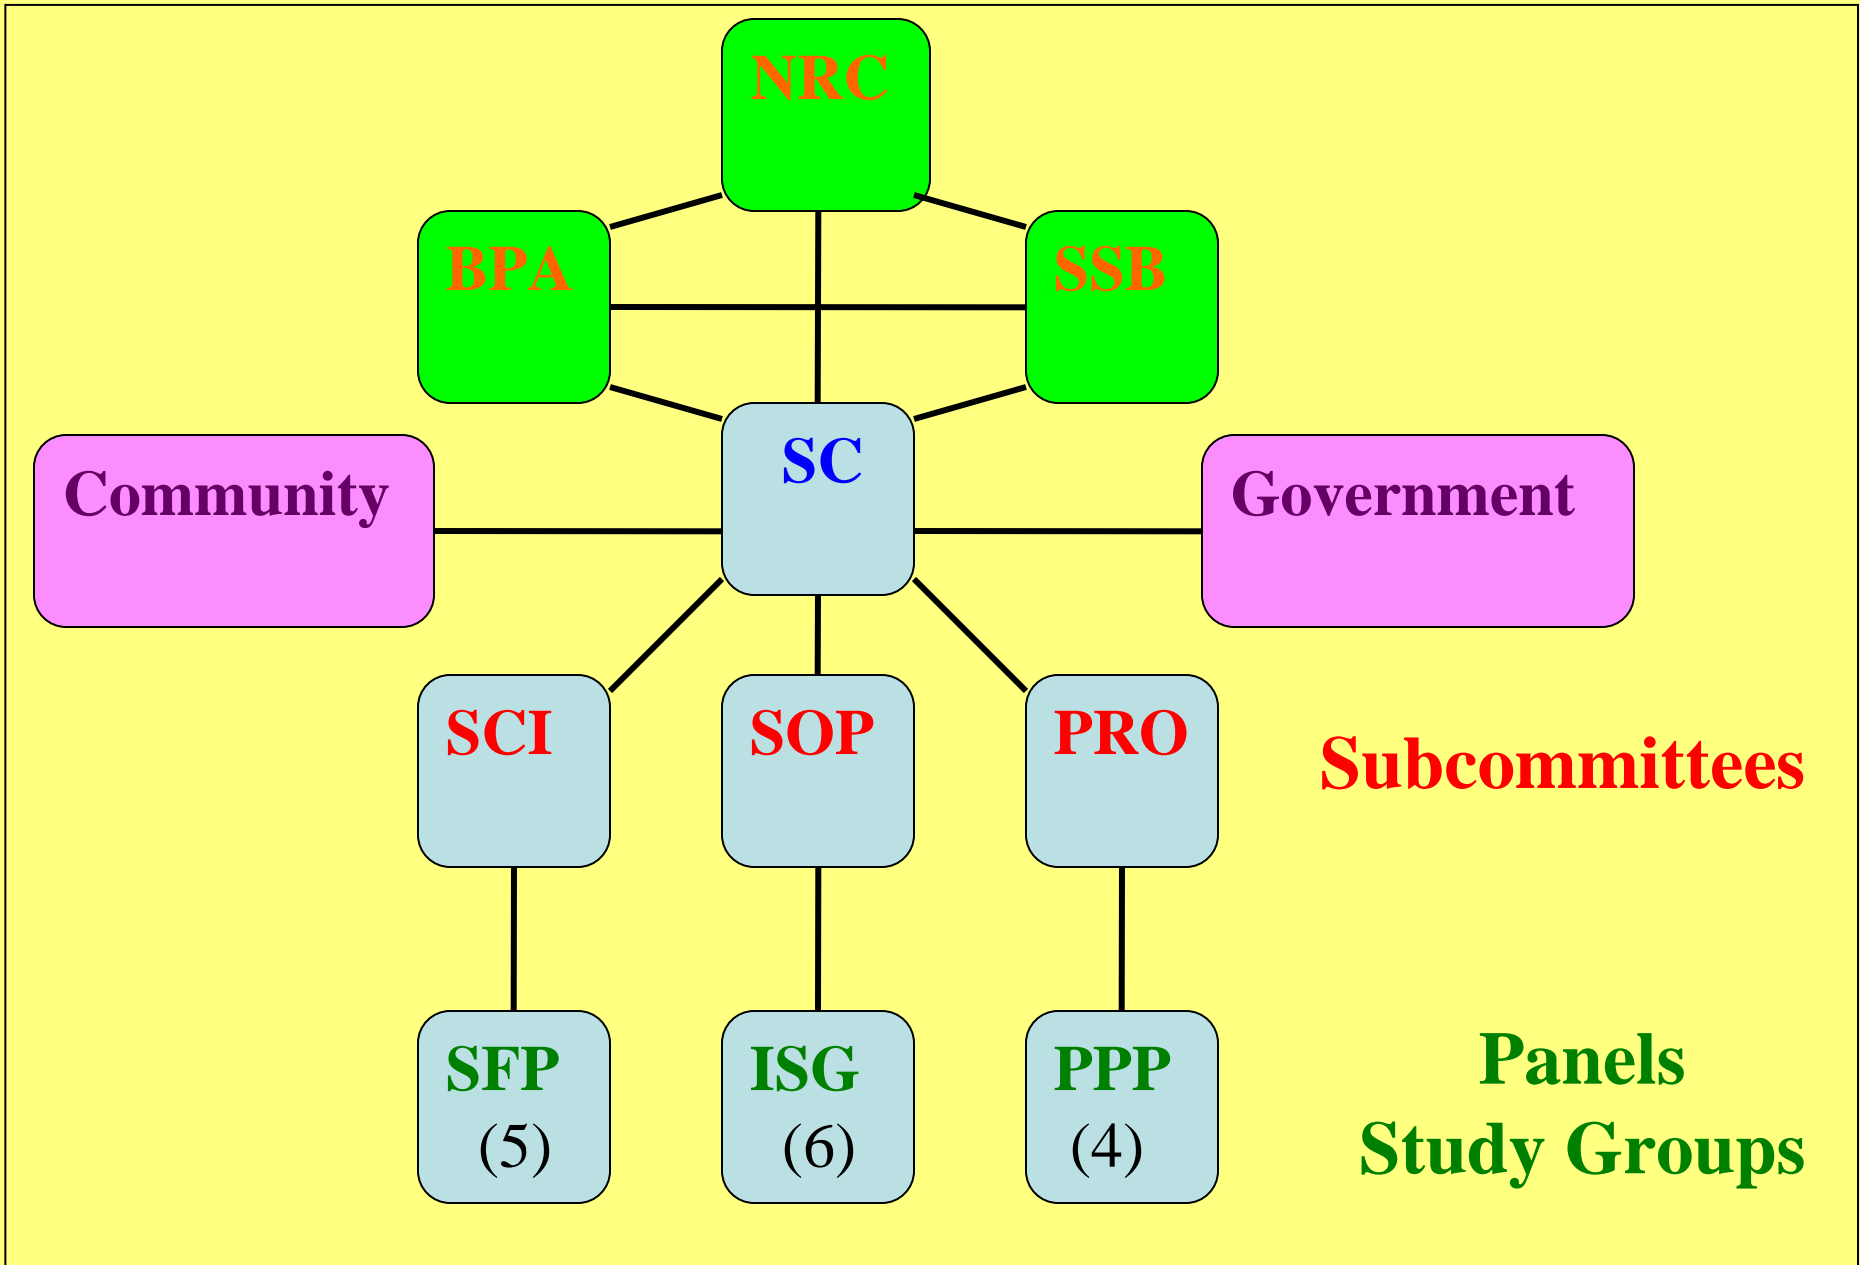 NRC
BPA
SSB
SC
Community
Government
SCI
SOP
PRO
Subcommittees
SFP
(5)
ISG
(6)
PPP
(4)
Panels
Study Groups